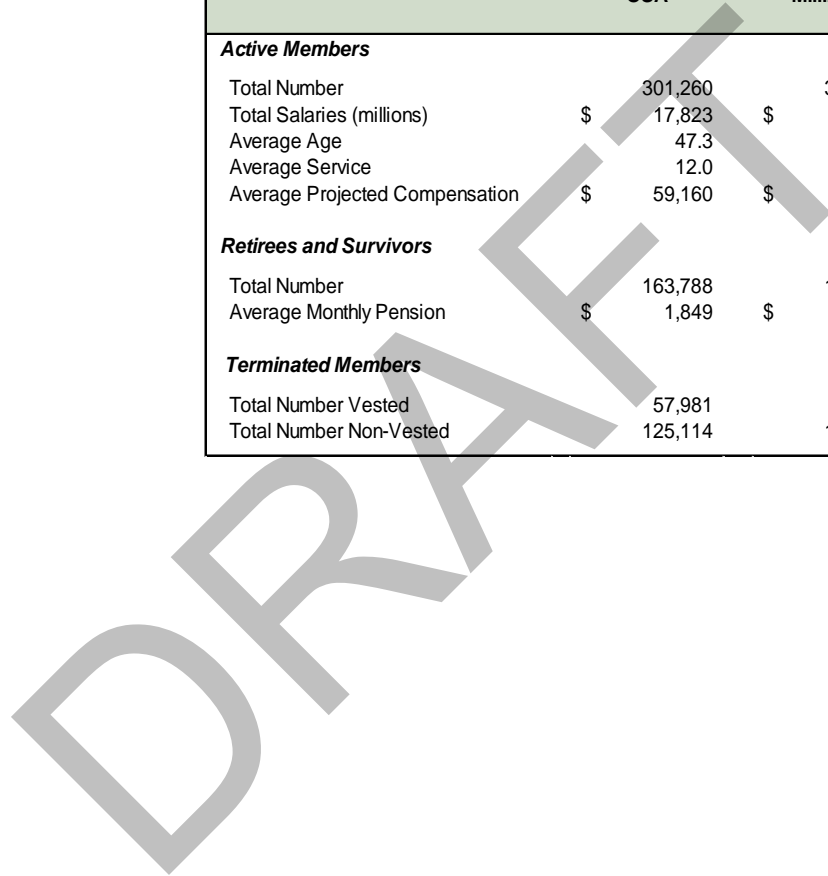 Active Members
Total Number 301,260
Total Salaries (millions) $ 17,823 $
Average Age 47.3
Average Service 12.0
Average Projected Compensation $ 59,160 $
Retirees and Survivors
Total Number 163,788
Average Monthly Pension $ 1,849 $
Terminated Members
Total Number Vested 57,981
Total Number Non-Vested 125,114
DRAFT